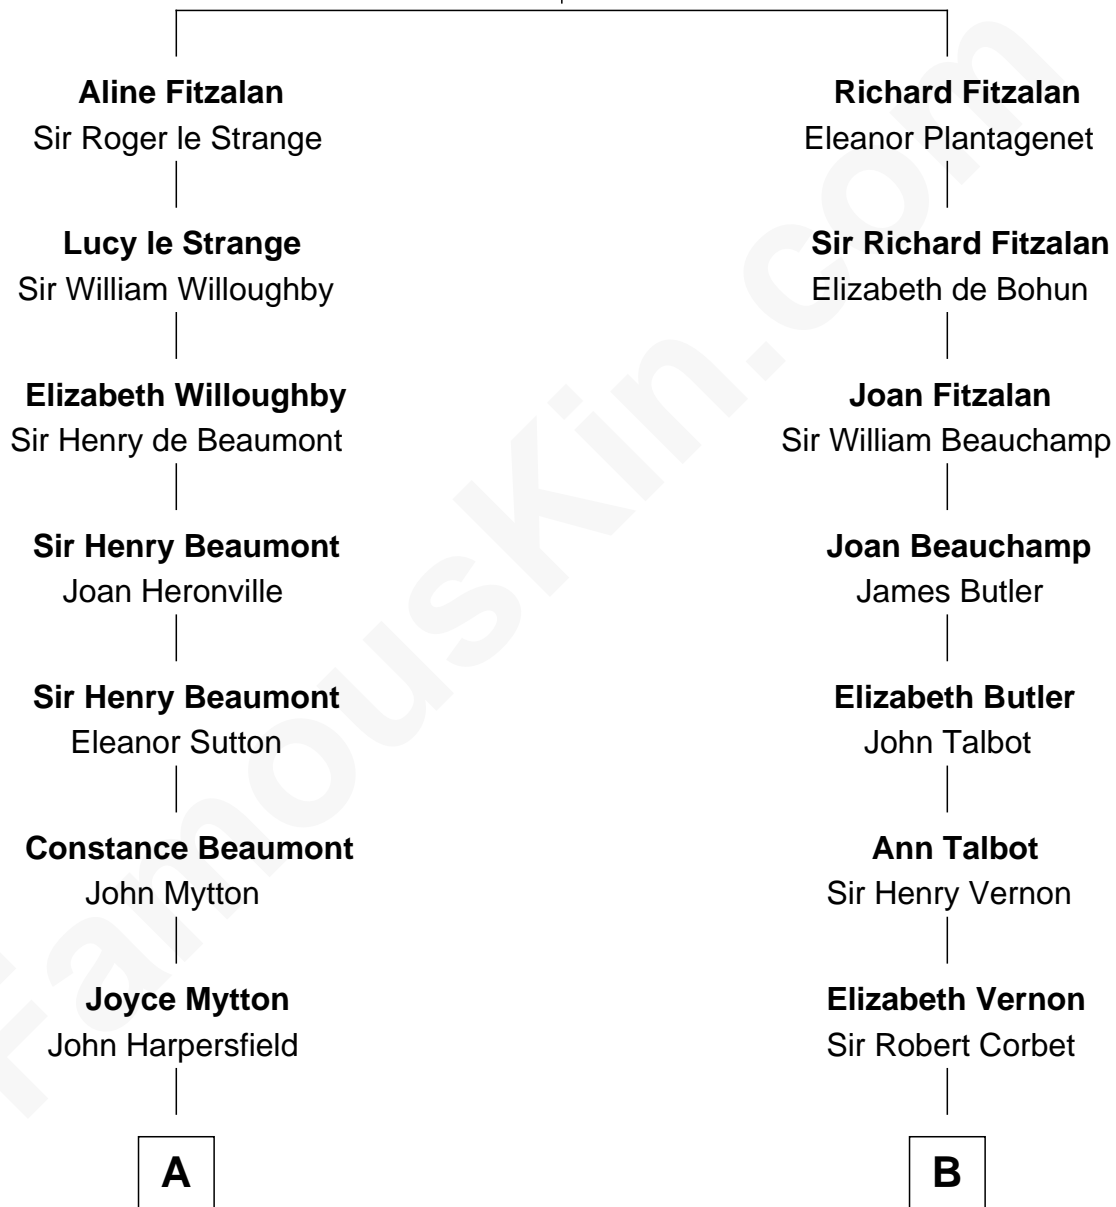 Aline Fitzalan
Sir Roger le Strange
Lucy le Strange
Sir William Willoughby
Elizabeth Willoughby
Sir Henry de Beaumont
Sir Henry Beaumont
Joan Heronville
Sir Henry Beaumont
Eleanor Sutton
Constance Beaumont
John Mytton
Joyce Mytton
John Harpersfield
A
Richard Fitzalan
Eleanor Plantagenet
Sir Richard Fitzalan
Elizabeth de Bohun
Joan Fitzalan
Sir William Beauchamp
Joan Beauchamp
James Butler
Elizabeth Butler
John Talbot
Ann Talbot
Sir Henry Vernon
Elizabeth Vernon
Sir Robert Corbet
B
FamousKin.com